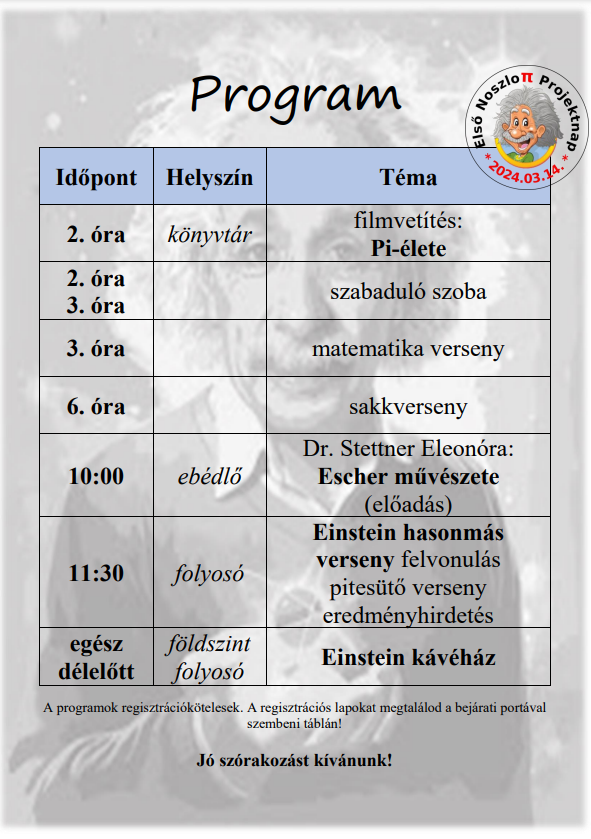 Program
Első Noszloπ Projektnap
* 2024.03.14. *
Időpont Helyszín Téma
2. óra könyvtár filmvetítés:
Pi-élete
2. óra
3. óra szabaduló szoba
3. óra matematika verseny
6. óra sakkverseny
10:00 ebédlő Dr. Stettner Eleonóra:
Escher művészete
(előadás)
11:30 folyosó Einstein hasonmás
verseny felvonulás
pitesütő verseny
eredményhirdetés
egész földszint Einstein kávéház
délelőtt folyosó
A programok regisztrációkötelesek. A regisztrációs lapokat megtalálod a bejárati portával
szembeni táblán!
Jó szórakozást kívánunk!